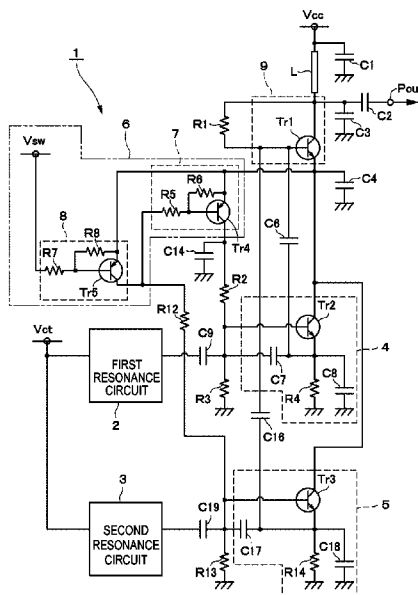 Vcc
1
9
L
C1
Pou
C2
R1
Tr1
C3
6
7
Vsw
R6
R5
C4
8
Tr4
R8
C14
C6
R7
Tr5
R2
Vct
R12
Tr2
C9
4
FIRST
RESONANCE
CIRCUIT
C7
C8
R3
R4
2
C16
3
5
Tr3
SECOND
RESONANCE
CIRCUIT
C19
C17
C18
R13
R14